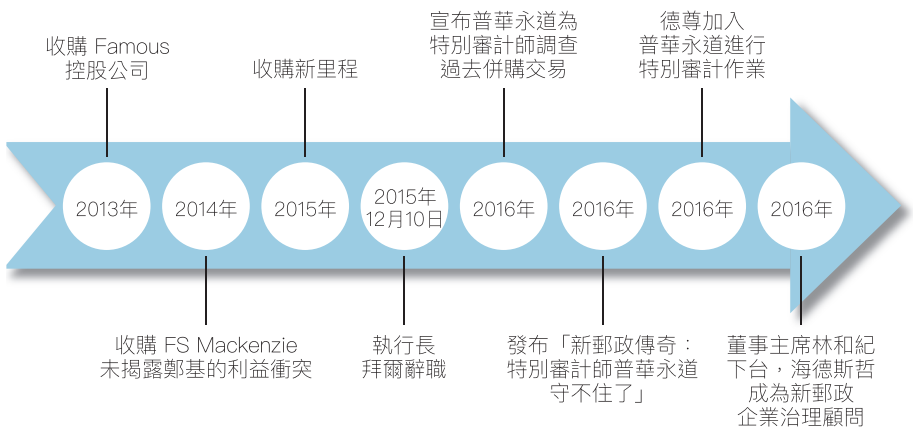 收購 Famous
控股公司
收購新里程
宣布普華永道為
特別審計師調查
過去併購交易
德尊加入
普華永道進行
特別審計作業
2013年
2014年
2015年
2015年
12月10日
2016年
2016年
2016年
2016年
收購 FS Mackenzie
未揭露鄭基的利益衝突
執行長
拜爾辭職
發布「新郵政傳奇：
特別審計師普華永道
守不住了」
董事主席林和紀
下台，海德斯哲
成為新郵政
企業治理顧問